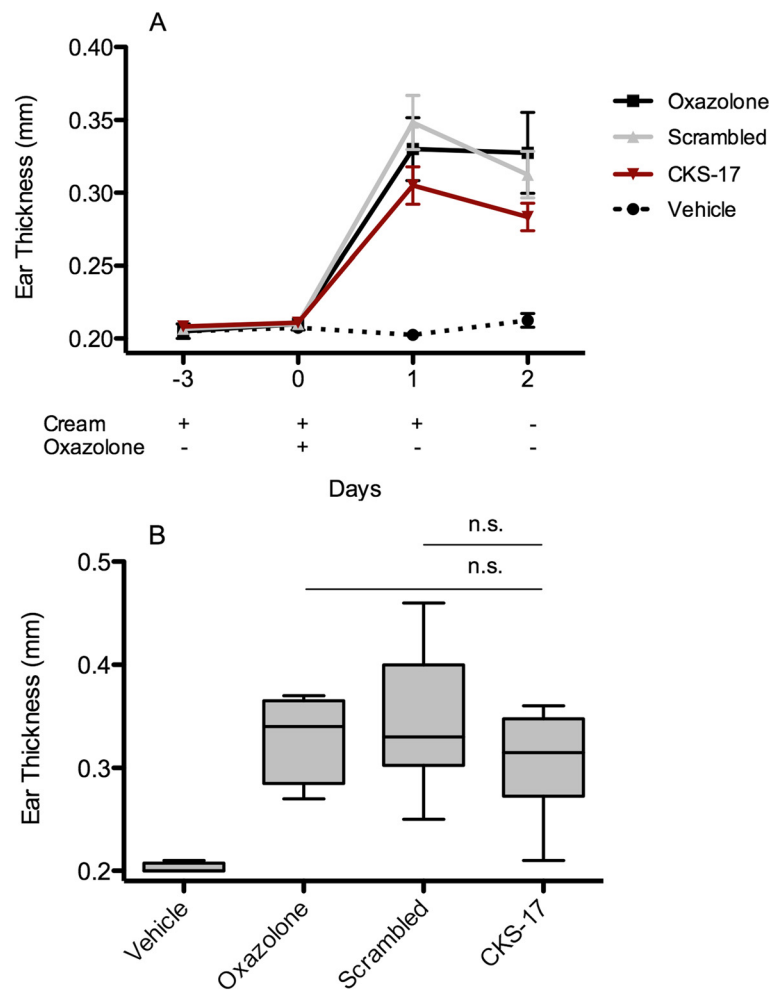 A
0.40
0.35
0.30
0.25
0.20
Ear Thickness (mm)
Oxazolone
Scrambled
CKS-17
Vehicle
-3 0 1 2
Cream + + + -
Oxazolone - + - -
Days
B
n.s.
n.s.
0.5
0.4
0.3
0.2
Ear Thickness (mm)
Vehicle
Oxazolone
Scrambled
CKS-17